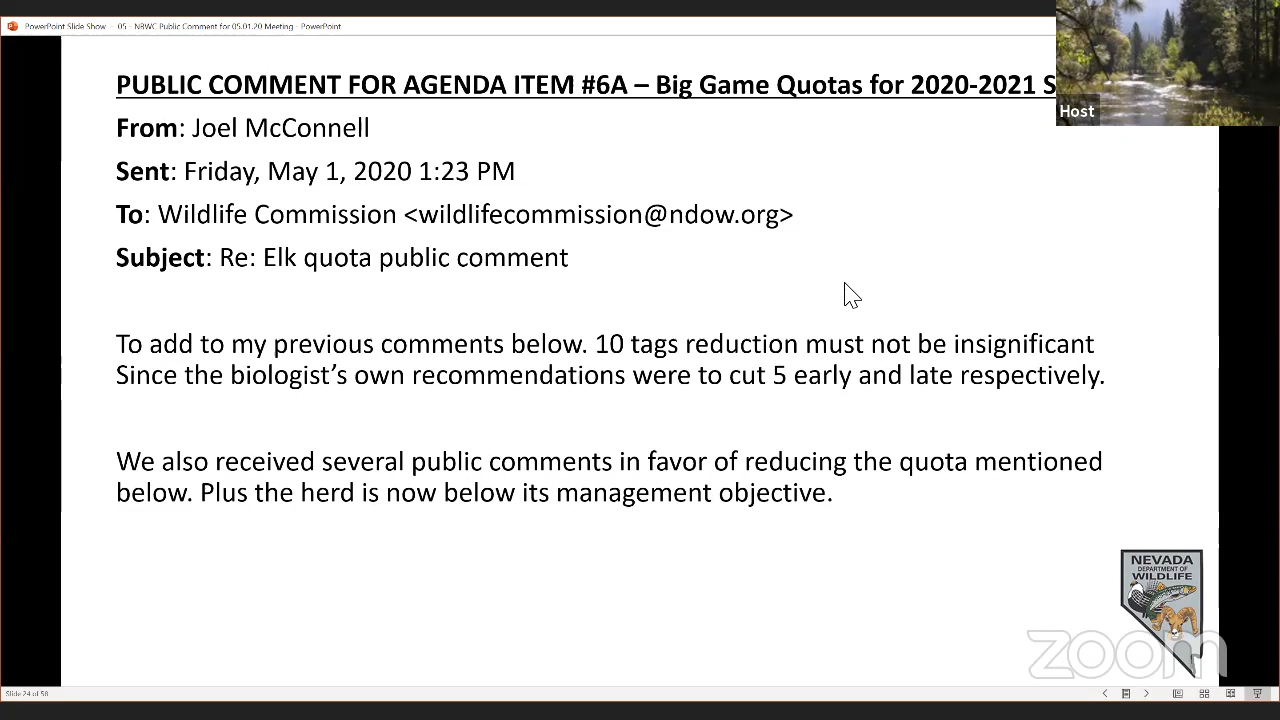 PowerPoint Slide Show - 05 - NBWC Public Comment for 05.01.20 Meeting - PowerPoint
PUBLIC COMMENT FOR AGENDA ITEM #6A – Big Game Quotas for 2020-2021 S
Host
From: Joel McConnell
Sent: Friday, May 1, 2020 1:23 PM
To: Wildlife Commission <wildlifecommission@ndow.org>
Subject: Re: Elk quota public comment
To add to my previous comments below. 10 tags reduction must not be insignificant
Since the biologist’s own recommendations were to cut 5 early and late respectively.
We also received several public comments in favor of reducing the quota mentioned
below. Plus the herd is now below its management objective.
NEVADA
DEPARTMENT OF
WILDLIFE
zoom
Slide 24 of 58